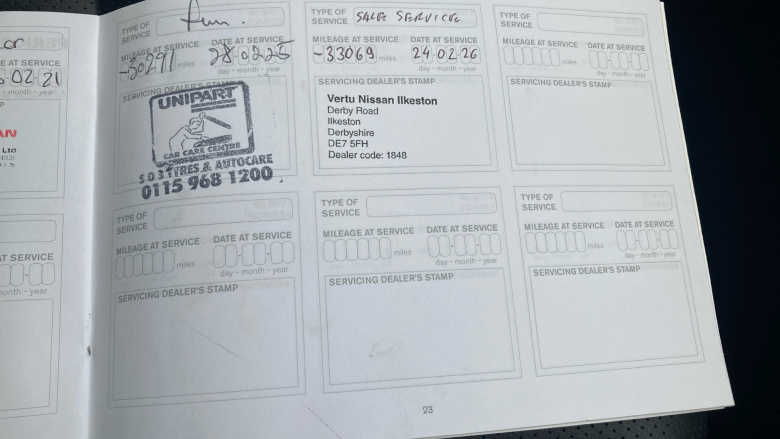 or
E AT SERVICE
02 21
month - year
AN
Ltd
month - year
TYPE OF
SERVICE
MILEAGE AT SERVICE
DATE AT SERVICE
-30297
28 02 25
day - month - year
SERVICING DEALER'S STAMP
UNIPART
CAR CARE CENTRE
SOS TYRES & AUTOCARE
0115 968 1200
TYPE OF
SERVICE
SALE SERVICE
MILEAGE AT SERVICE
DATE AT SERVICE
-33069 miles
24 02 26
day - month - year
SERVICING DEALER'S STAMP
Vertu Nissan Ilkeston
Derby Road
Ilkeston
Derbyshire
DE7 5FH
Dealer code: 1848
TYPE OF
SERVICE
MILEAGE AT SERVICE
DATE AT SERVICE
miles
day - month - year
SERVICING DEALER'S STAMP
TYPE OF
SERVICE
MILEAGE AT SERVICE
DATE AT SERVICE
miles
day - month - year
SERVICING DEALER'S STAMP
TYPE OF
SERVICE
MILEAGE AT SERVICE
DATE AT SERVICE
miles
day - month - year
SERVICING DEALER'S STAMP
TYPE OF
SERVICE
MILEAGE AT SERVICE
DATE AT SERVICE
miles
day - month - year
SERVICING DEALER'S STAMP
23